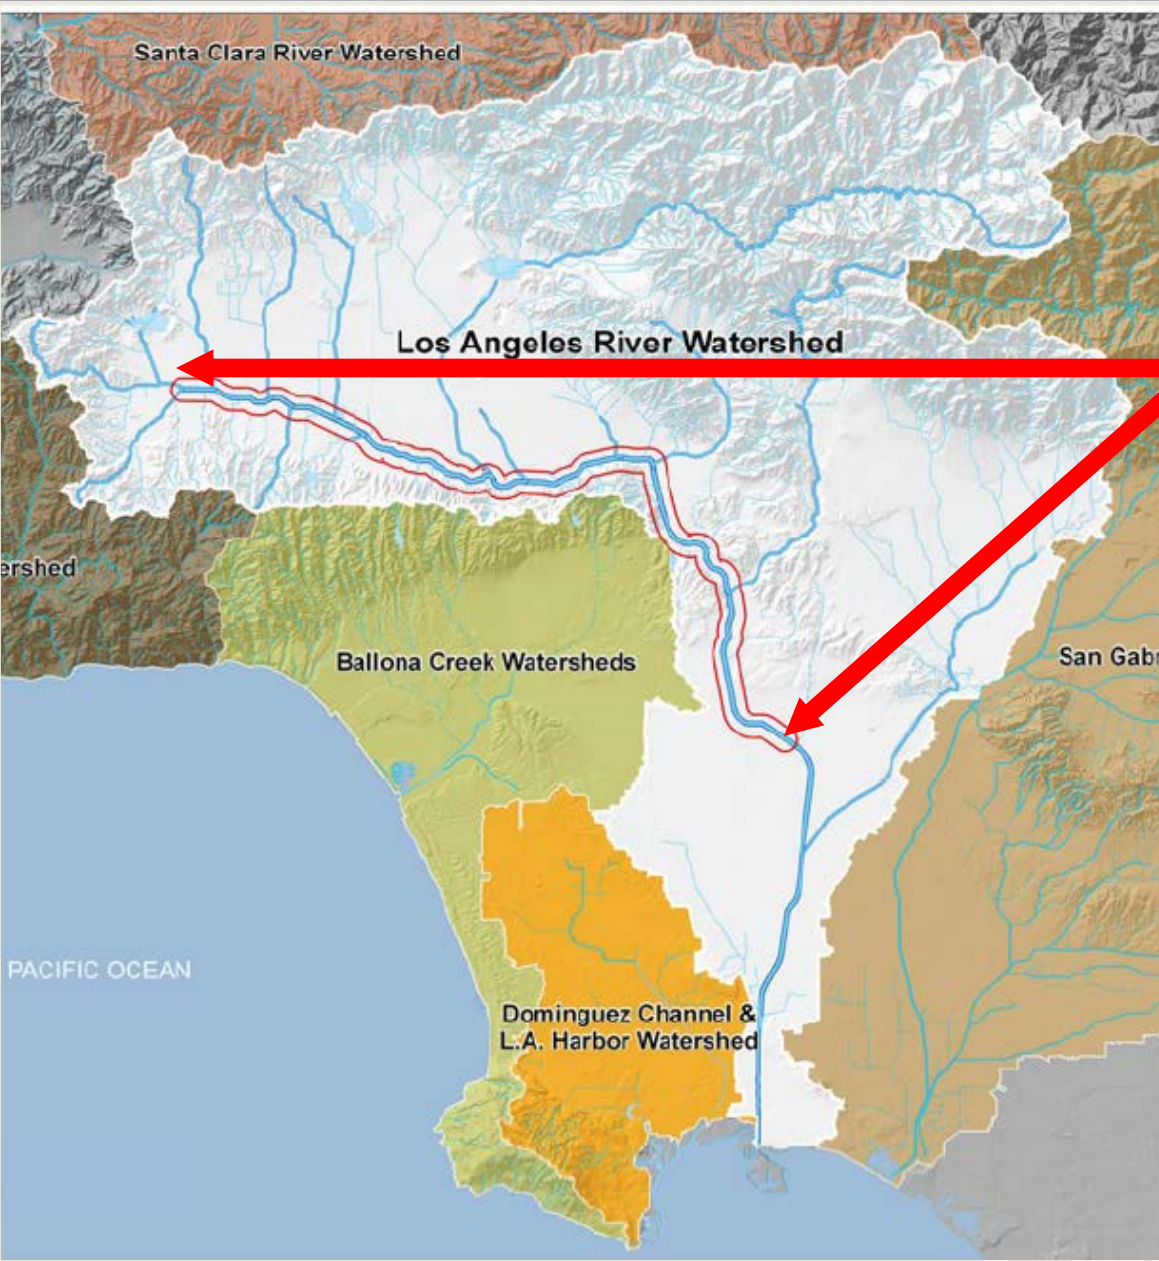 Santa Clara River Watershed
Los Angeles River Watershed
ershed
Ballona Creek Watersheds
San Gabr
PACIFIC OCEAN
Dominguez Channel &
L.A. Harbor Watershed